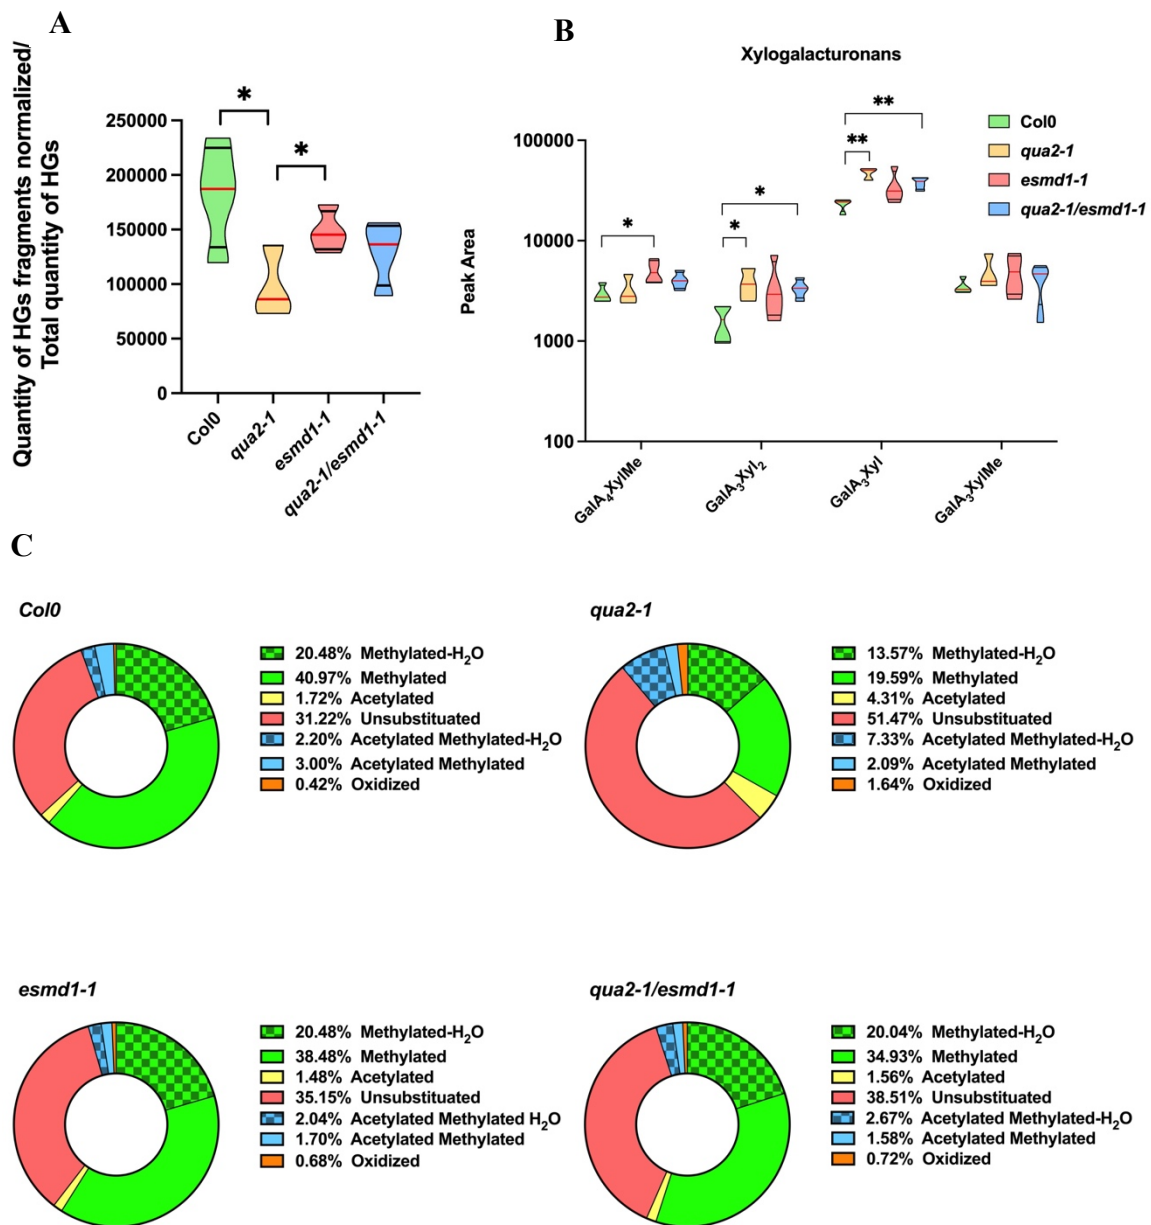 A
Quantity of HGs fragments normalized/
Total quantity of HGs
250000
200000
150000
100000
50000
0
*
*
Col0
qua2-1
esmd1-1
qua2-1/esmd1-1
B
Xylogalacturonans
Peak Area
100000
10000
1000
100
*
*
*
**
**
Col0
qua2-1
esmd1-1
qua2-1/esmd1-1
GalA₄XylMe
GalA₃Xyl₂
GalA₃Xyl
GalA₃XylMe
C
Col0
20.48% Methylated-H₂O
40.97% Methylated
1.72% Acetylated
31.22% Unsubstituated
2.20% Acetylated Methylated-H₂O
3.00% Acetylated Methylated
0.42% Oxidized
qua2-1
13.57% Methylated-H₂O
19.59% Methylated
4.31% Acetylated
51.47% Unsubstituated
7.33% Acetylated Methylated-H₂O
2.09% Acetylated Methylated
1.64% Oxidized
esmd1-1
20.48% Methylated-H₂O
38.48% Methylated
1.48% Acetylated
35.15% Unsubstituated
2.04% Acetylated Methylated H₂O
1.70% Acetylated Methylated
0.68% Oxidized
qua2-1/esmd1-1
20.04% Methylated-H₂O
34.93% Methylated
1.56% Acetylated
38.51% Unsubstituated
2.67% Acetylated Methylated-H₂O
1.58% Acetylated Methylated
0.72% Oxidized